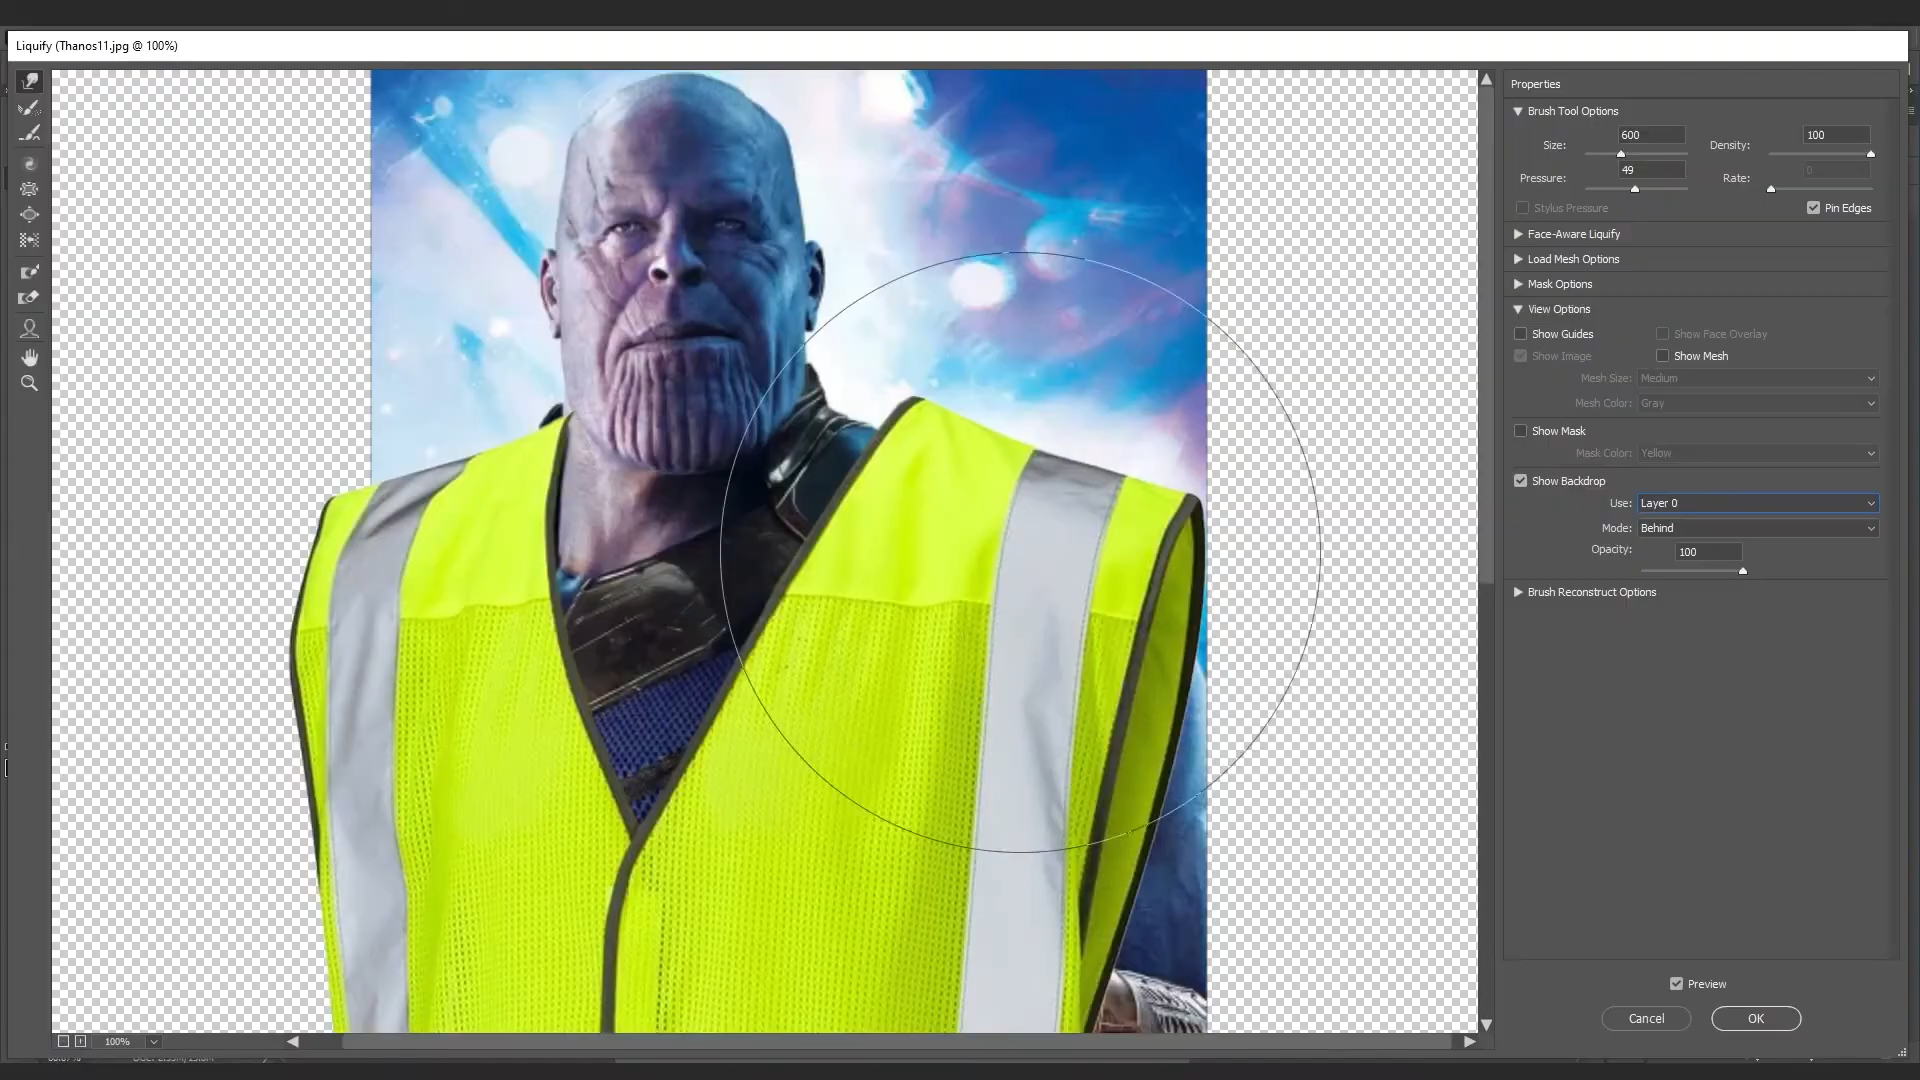 Liquify (Thanos11.jpg @ 100%)
Properties
Brush Tool Options
Size: 600 Density: 100
Pressure: 49 Rate: 0
Stylus Pressure Pin Edges
Face-Aware Liquify
Load Mesh Options
Mask Options
View Options
Show Guides Show Face Overlay
Show Image Show Mesh
Mesh Size: Medium
Mesh Color: Gray
Show Mask
Mask Color: Yellow
Show Backdrop
Use: Layer 0
Mode: Behind
Opacity: 100
Brush Reconstruct Options
Preview
Cancel OK
100%